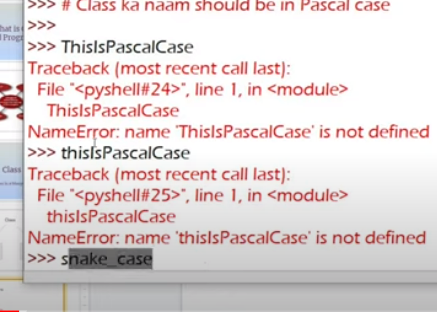 >>> # Class ka naam should be in Pascal case
>>>
>>> ThisIsPascalCase
Traceback (most recent call last):
File "<pyshell#24>", line 1, in <module>
ThisIsPascalCase
NameError: name 'ThisIsPascalCase' is not defined
>>> thisIsPascalCase
Traceback (most recent call last):
File "<pyshell#25>", line 1, in <module>
thisIsPascalCase
NameError: name 'thisIsPascalCase' is not defined
>>> snake_case
Class